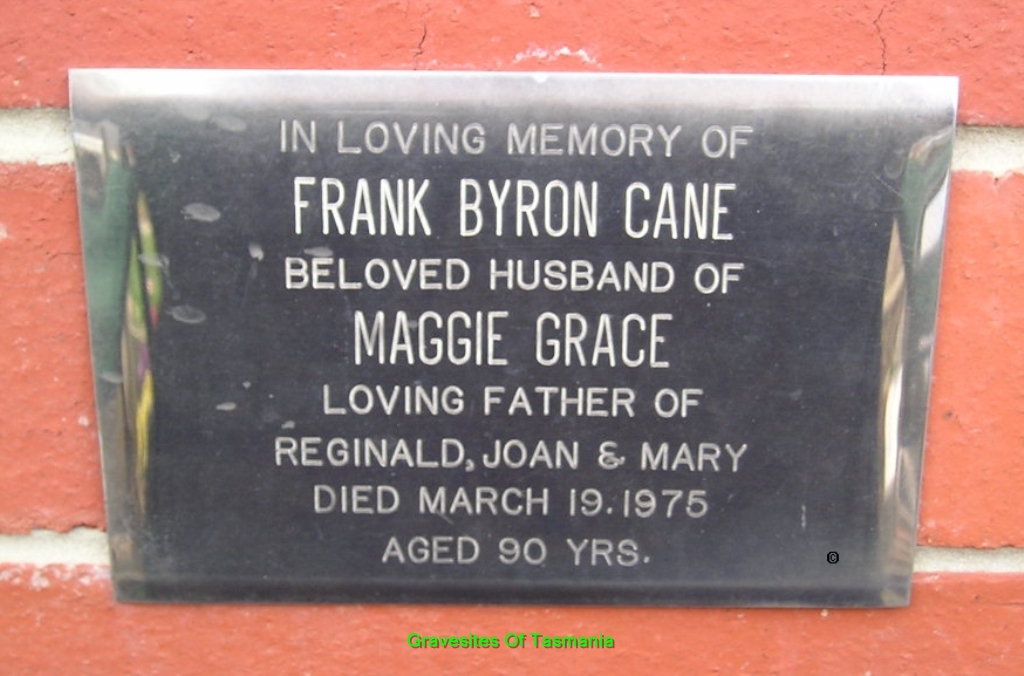 IN LOVING MEMORY OF
FRANK BYRON CANE
BELOVED HUSBAND OF
MAGGIE GRACE
LOVING FATHER OF
REGINALD, JOAN & MARY
DIED MARCH 19.1975
AGED 90 YRS.
©
Gravesites Of Tasmania